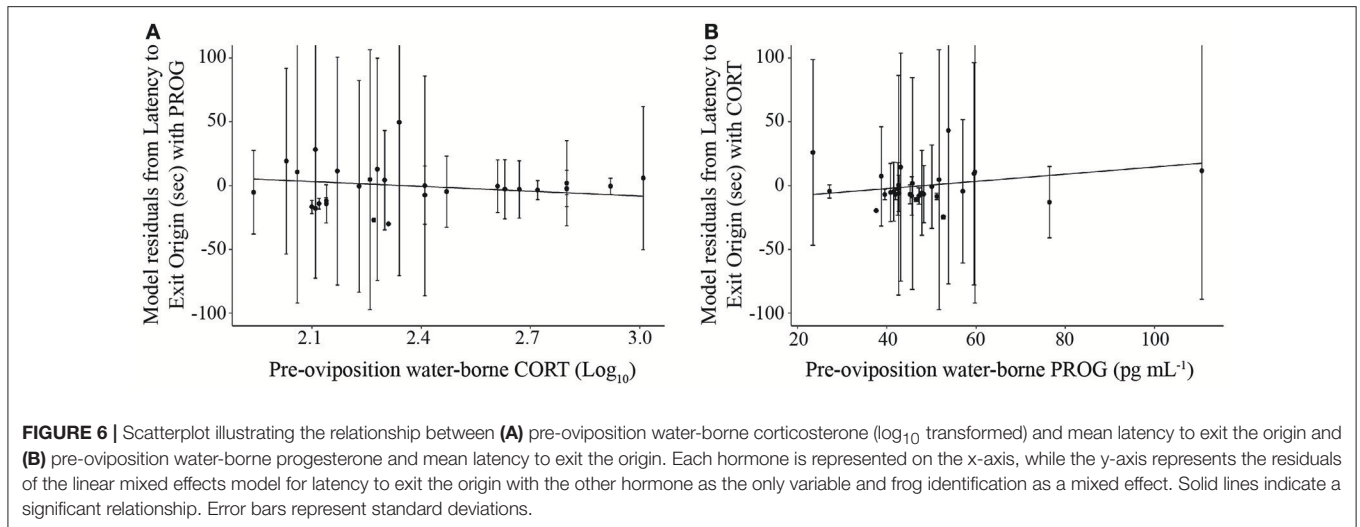 A
Model residuals from Latency to
Exit Origin (sec) with PROG
100
50
0
-50
-100
2.1 2.4 2.7 3.0
Pre-oviposition water-borne CORT (Log10)
B
Model residuals from Latency to
Exit Origin (sec) with CORT
100
50
0
-50
-100
20 40 60 80 100
Pre-oviposition water-borne PROG (pg mL-1)
FIGURE 6 | Scatterplot illustrating the relationship between (A) pre-oviposition water-borne corticosterone (log10 transformed) and mean latency to exit the origin and
(B) pre-oviposition water-borne progesterone and mean latency to exit the origin. Each hormone is represented on the x-axis, while the y-axis represents the residuals
of the linear mixed effects model for latency to exit the origin with the other hormone as the only variable and frog identification as a mixed effect. Solid lines indicate a
significant relationship. Error bars represent standard deviations.